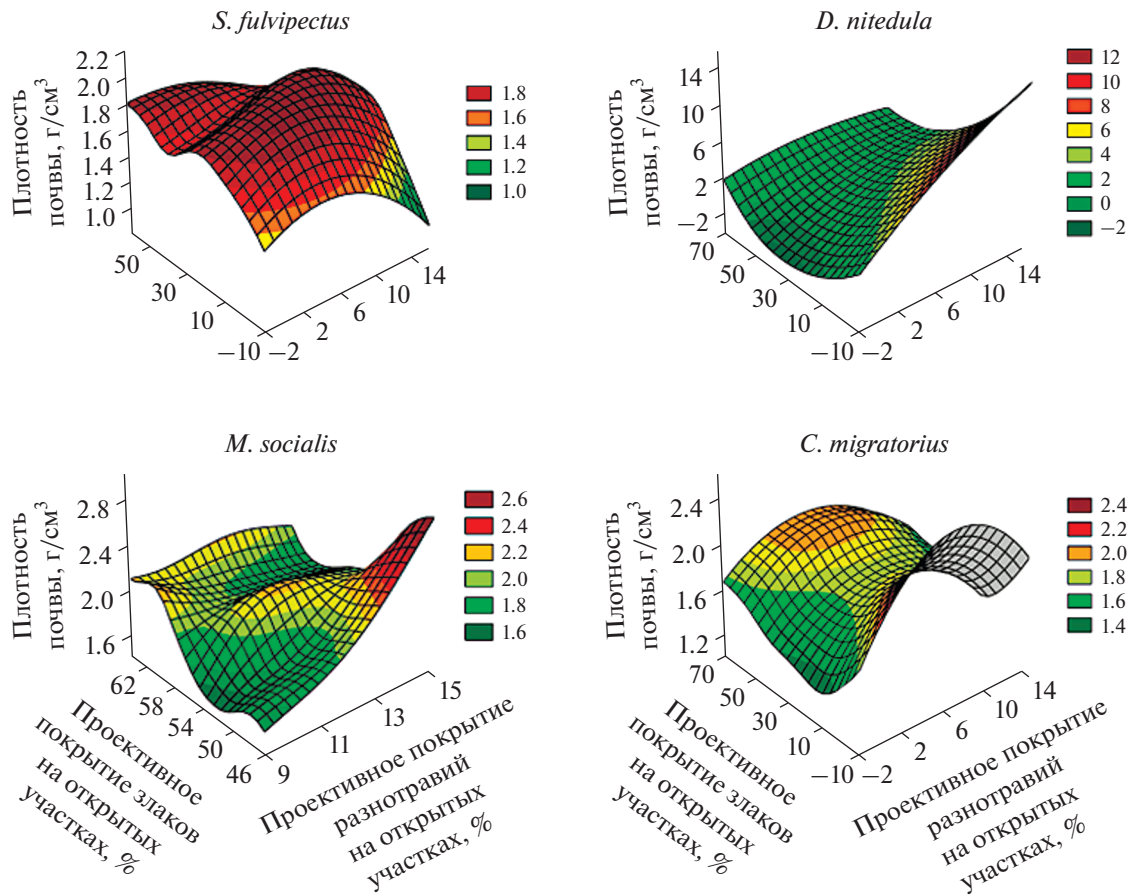 S. fulvipectus
Плотность
почвы, г/см³
2.2
2.0
1.8
1.6
1.4
1.2
1.0
50
30
10
−10
−2
2
6
10
14
1.8
1.6
1.4
1.2
1.0
D. nitedula
Плотность
почвы, г/см³
14
10
6
2
−2
70
50
30
10
−10
−2
2
6
10
14
12
10
8
6
4
2
0
−2
M. socialis
Плотность
почвы, г/см³
2.8
2.4
2.0
1.6
62
58
54
50
46
9
11
13
15
Проективное
покрытие злаков
на открытых
участках, %
Проективное покрытие
разнотравий
на открытых
участках, %
2.6
2.4
2.2
2.0
1.8
1.6
C. migratorius
Плотность
почвы, г/см³
2.4
2.0
1.6
1.2
70
50
30
10
−10
−2
2
6
10
14
Проективное
покрытие злаков
на открытых
участках, %
Проективное покрытие
разнотравий
на открытых
участках, %
2.4
2.2
2.0
1.8
1.6
1.4